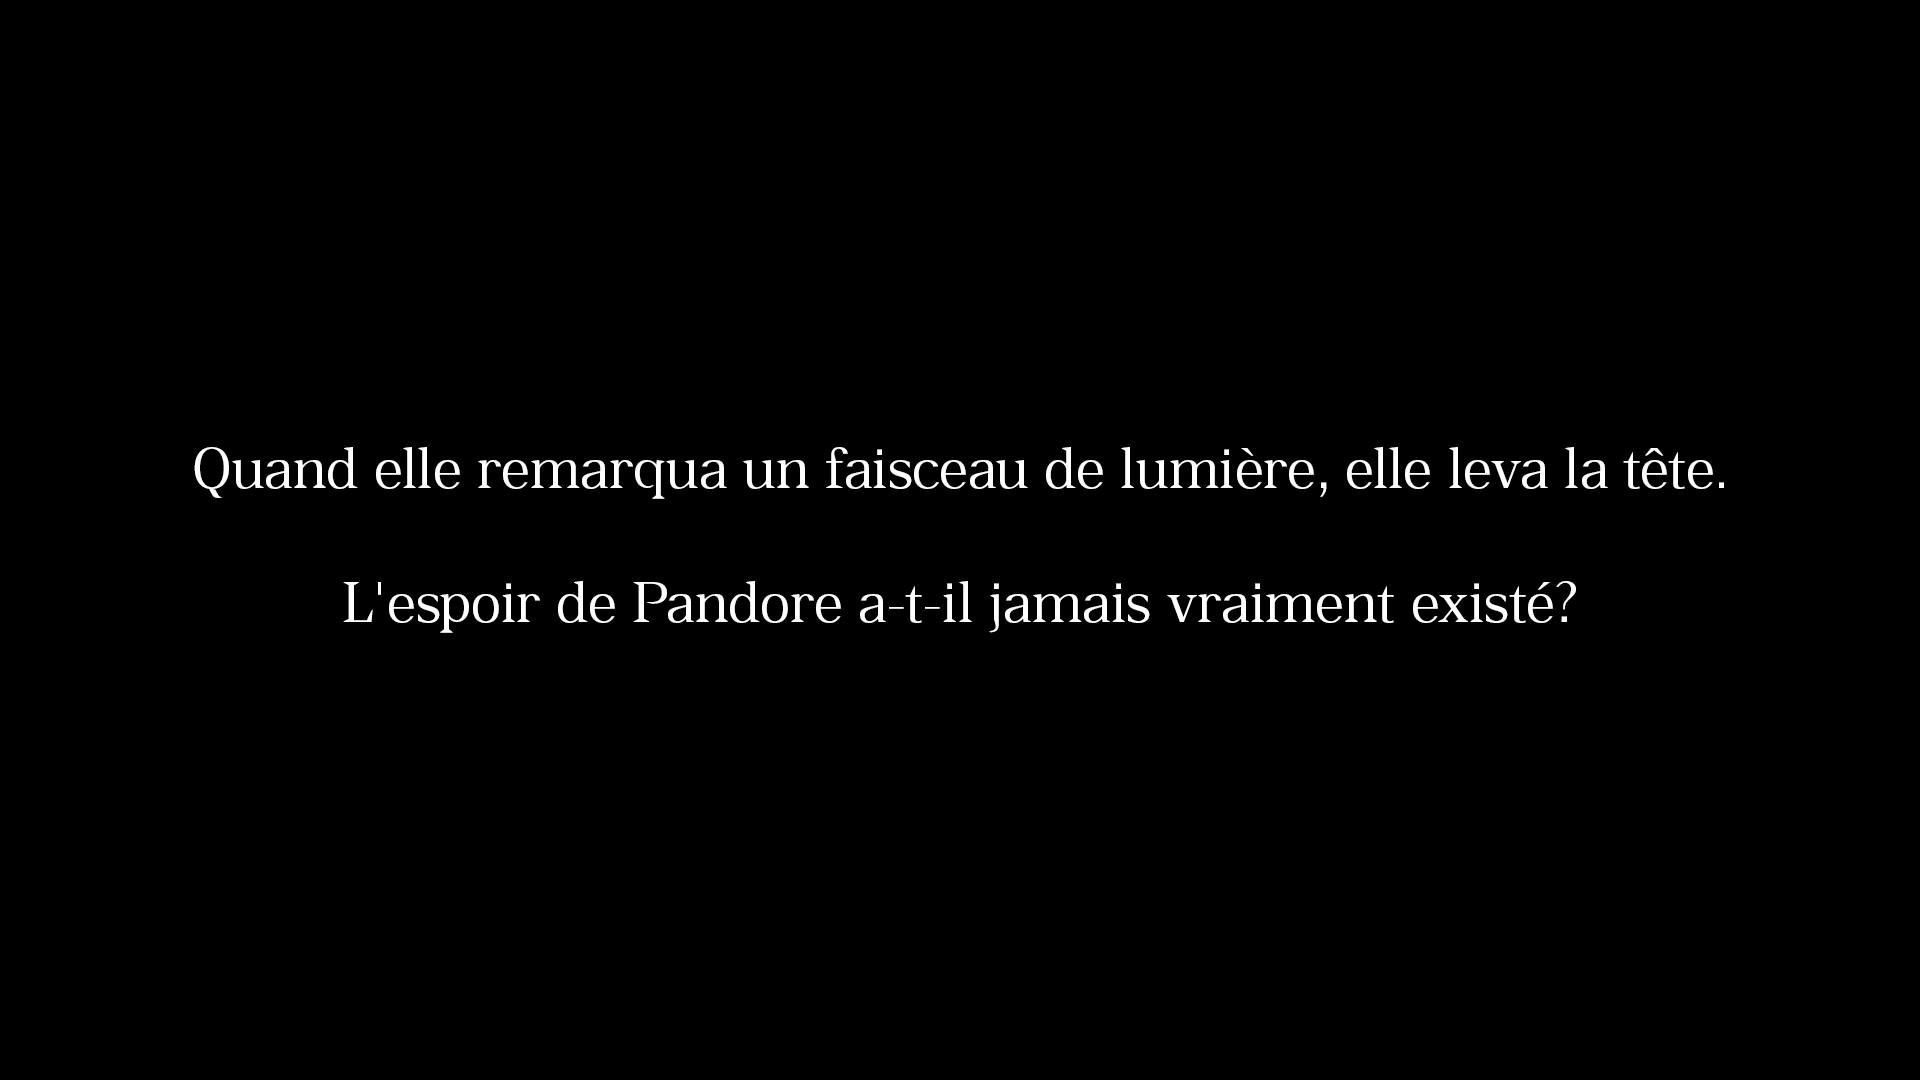 Quand elle remarqua un faisceau de lumière, elle leva la tête.
L'espoir de Pandore a-t-il jamais vraiment existé?